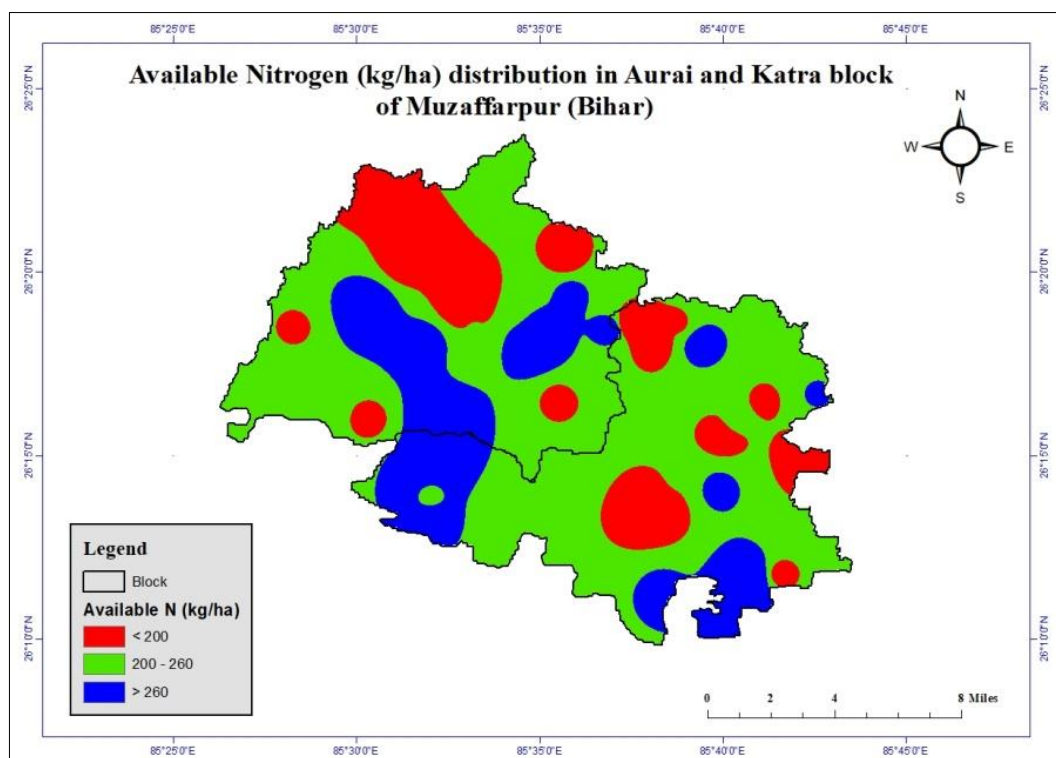 85°25'0"E 85°30'0"E 85°35'0"E 85°40'0"E 85°45'0"E
Available Nitrogen (kg/ha) distribution in Aurai and Katra block
of Muzaffarpur (Bihar)
26°25'0"N 26°25'0"N
N
W E
S
26°20'0"N 26°20'0"N
26°15'0"N 26°15'0"N
Legend
Block
Available N (kg/ha)
< 200
200 - 260
> 260
26°10'0"N 26°10'0"N
0 2 4 8 Miles
85°25'0"E 85°30'0"E 85°35'0"E 85°40'0"E 85°45'0"E